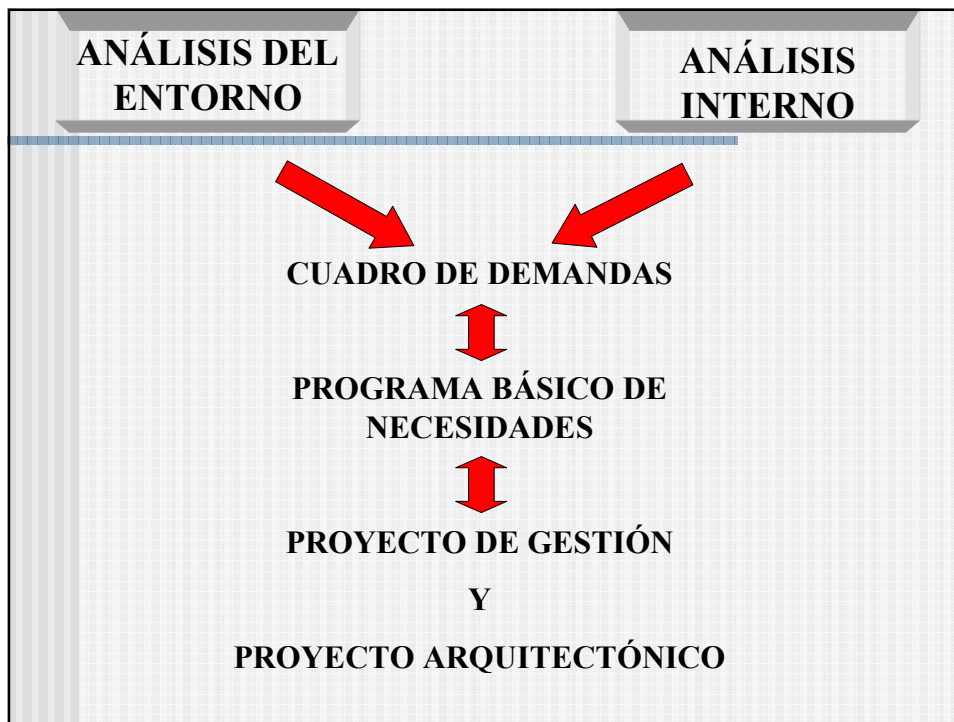 ANÁLISIS DEL
ENTORNO
ANÁLISIS
INTERNO
CUADRO DE DEMANDAS
PROGRAMA BÁSICO DE
NECESIDADES
PROYECTO DE GESTIÓN
Y
PROYECTO ARQUITECTÓNICO